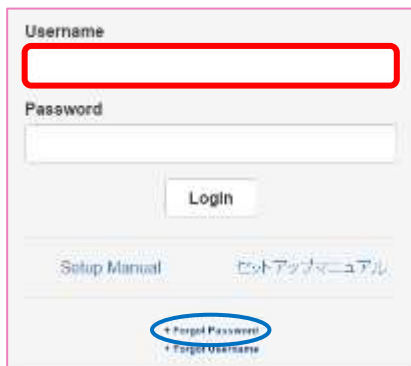 Username
Password
Login
Setup Manual セットアップマニュアル
+ Forgot Password
+ Forgot Username